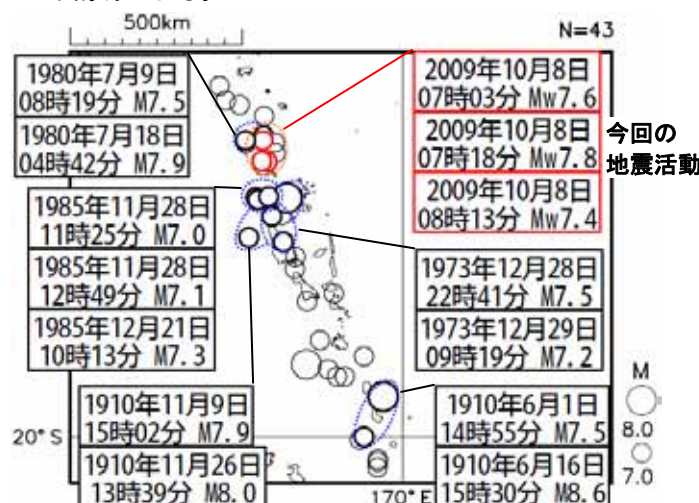 500km
N=43
1980年7月9日
08時19分 M7.5
1980年7月18日
04時42分 M7.9
1985年11月28日
11時25分 M7.0
1985年11月28日
12時49分 M7.1
1985年12月21日
10時13分 M7.3
1910年11月9日
15時02分 M7.9
1910年11月26日
13時39分 M8.0
2009年10月8日
07時03分 Mw7.6
2009年10月8日
07時18分 Mw7.8
2009年10月8日
08時13分 Mw7.4
今回の
地震活動
1973年12月28日
22時41分 M7.5
1973年12月29日
09時19分 M7.2
1910年6月1日
14時55分 M7.5
1910年6月16日
15時30分 M8.6
M
8.0
7.0
20°S
170°E